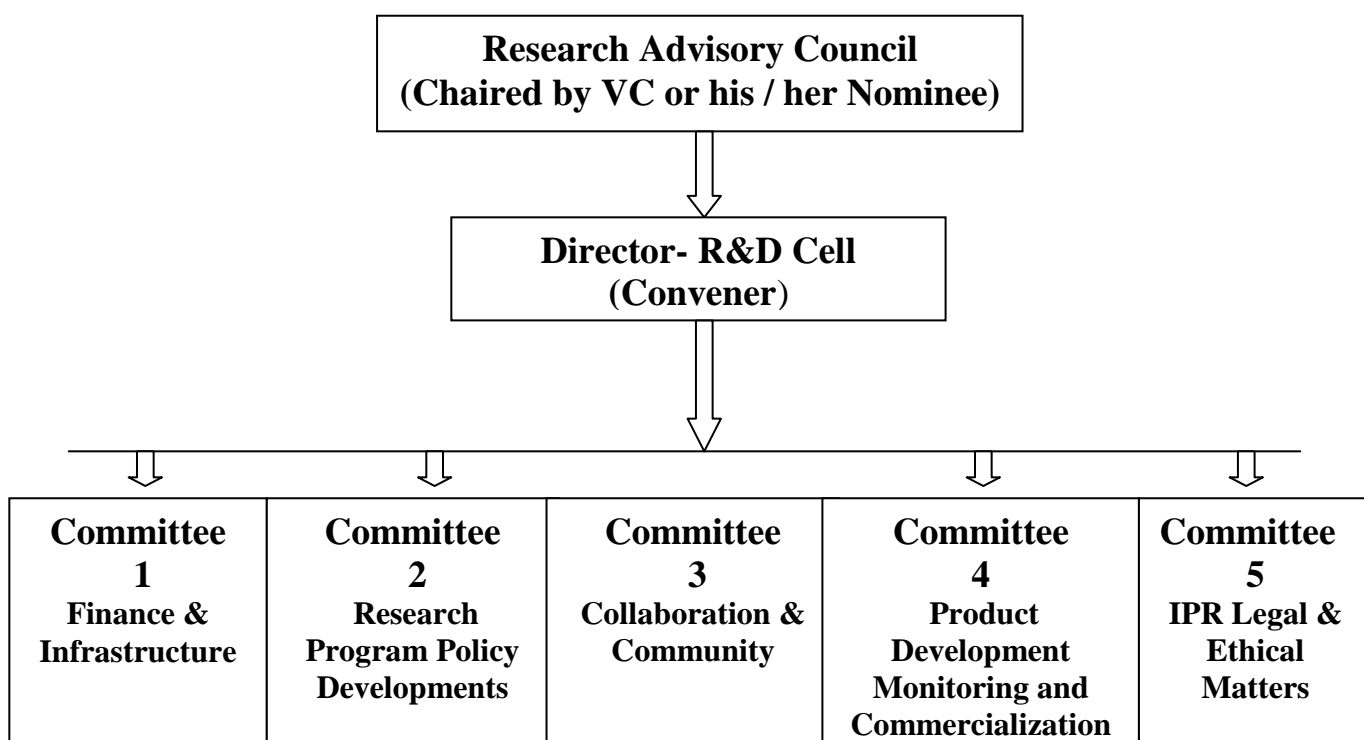 Research Advisory Council
(Chaired by VC or his / her Nominee)
Director- R&D Cell
(Convener)
Committee
1
Finance &
Infrastructure
Committee
2
Research
Program Policy
Developments
Committee
3
Collaboration &
Community
Committee
4
Product
Development
Monitoring and
Commercialization
Committee
5
IPR Legal &
Ethical
Matters